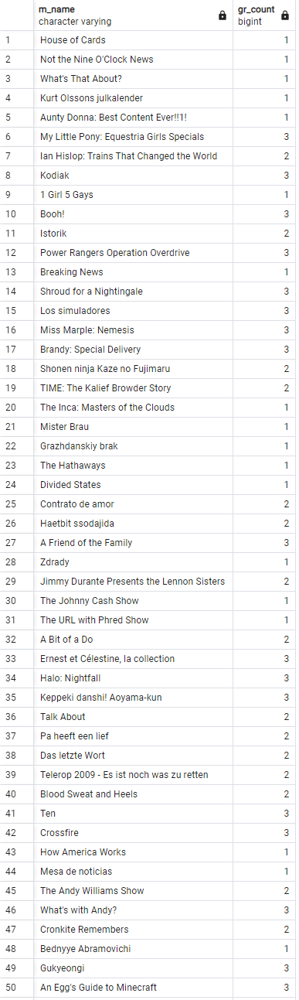 m_name gr_count
character varying bigint
1 House of Cards 1
2 Not the Nine O'Clock News 1
3 What's That About? 1
4 Kurt Olssons julkalender 1
5 Aunty Donna: Best Content Ever!!1! 1
6 My Little Pony: Equestria Girls Specials 3
7 Ian Hislop: Trains That Changed the World 2
8 Kodiak 3
9 1 Girl 5 Gays 1
10 Booh! 3
11 Istorik 2
12 Power Rangers Operation Overdrive 3
13 Breaking News 1
14 Shroud for a Nightingale 3
15 Los simuladores 3
16 Miss Marple: Nemesis 3
17 Brandy: Special Delivery 3
18 Shonen ninja Kaze no Fujimaru 2
19 TIME: The Kalief Browder Story 2
20 The Inca: Masters of the Clouds 1
21 Mister Brau 1
22 Grazhdanskiy brak 1
23 The Hathaways 1
24 Divided States 1
25 Contrato de amor 2
26 Haetbit ssodajida 2
27 A Friend of the Family 3
28 Zdrady 1
29 Jimmy Durante Presents the Lennon Sisters 2
30 The Johnny Cash Show 1
31 The URL with Phred Show 1
32 A Bit of a Do 2
33 Ernest et Célestine, la collection 3
34 Halo: Nightfall 3
35 Keppeki danshi! Aoyama-kun 3
36 Talk About 2
37 Pa heeft een lief 2
38 Das letzte Wort 2
39 Telerop 2009 - Es ist noch was zu retten 2
40 Blood Sweat and Heels 2
41 Ten 3
42 Crossfire 3
43 How America Works 1
44 Mesa de noticias 1
45 The Andy Williams Show 2
46 What's with Andy? 3
47 Cronkite Remembers 2
48 Bednyye Abramovichi 1
49 Gukyeongi 3
50 An Egg's Guide to Minecraft 3